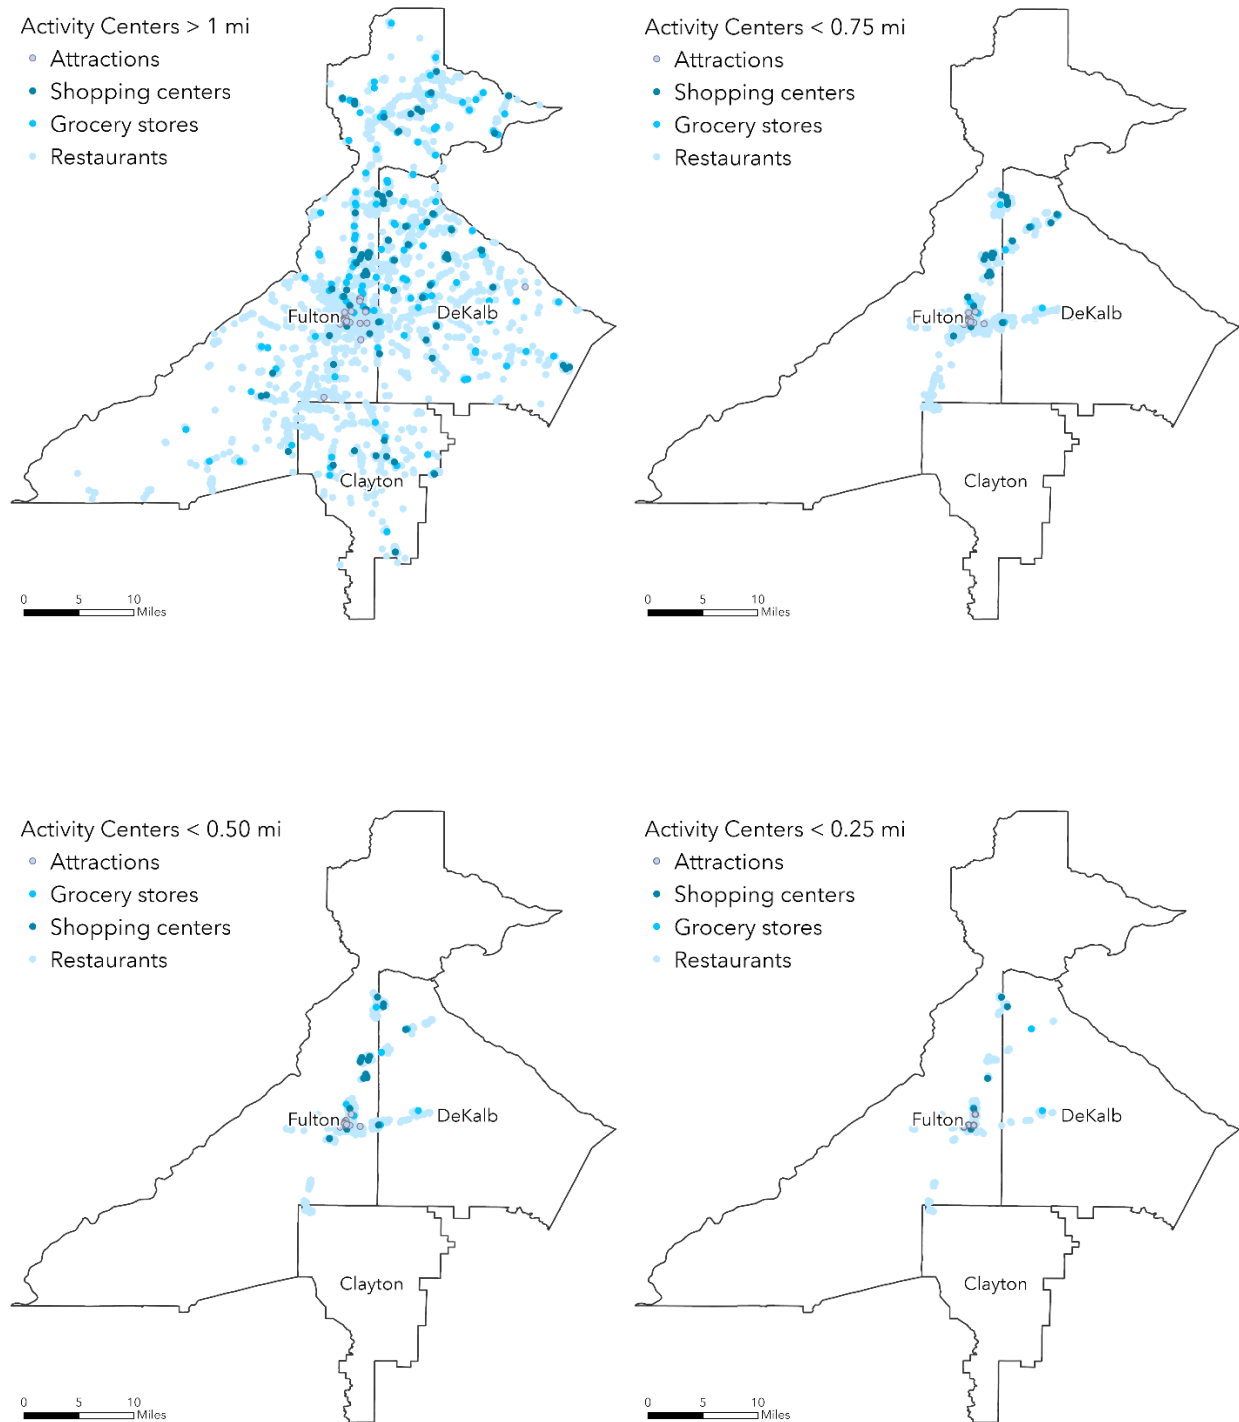 Activity Centers > 1 mi
Attractions
Shopping centers
Grocery stores
Restaurants
Fulton
DeKalb
Clayton
0 5 10
Miles
Activity Centers < 0.75 mi
Attractions
Shopping centers
Grocery stores
Restaurants
Fulton
DeKalb
Clayton
0 5 10
Miles
Activity Centers < 0.50 mi
Attractions
Grocery stores
Shopping centers
Restaurants
Fulton
DeKalb
Clayton
0 5 10
Miles
Activity Centers < 0.25 mi
Attractions
Shopping centers
Grocery stores
Restaurants
Fulton
DeKalb
Clayton
0 5 10
Miles